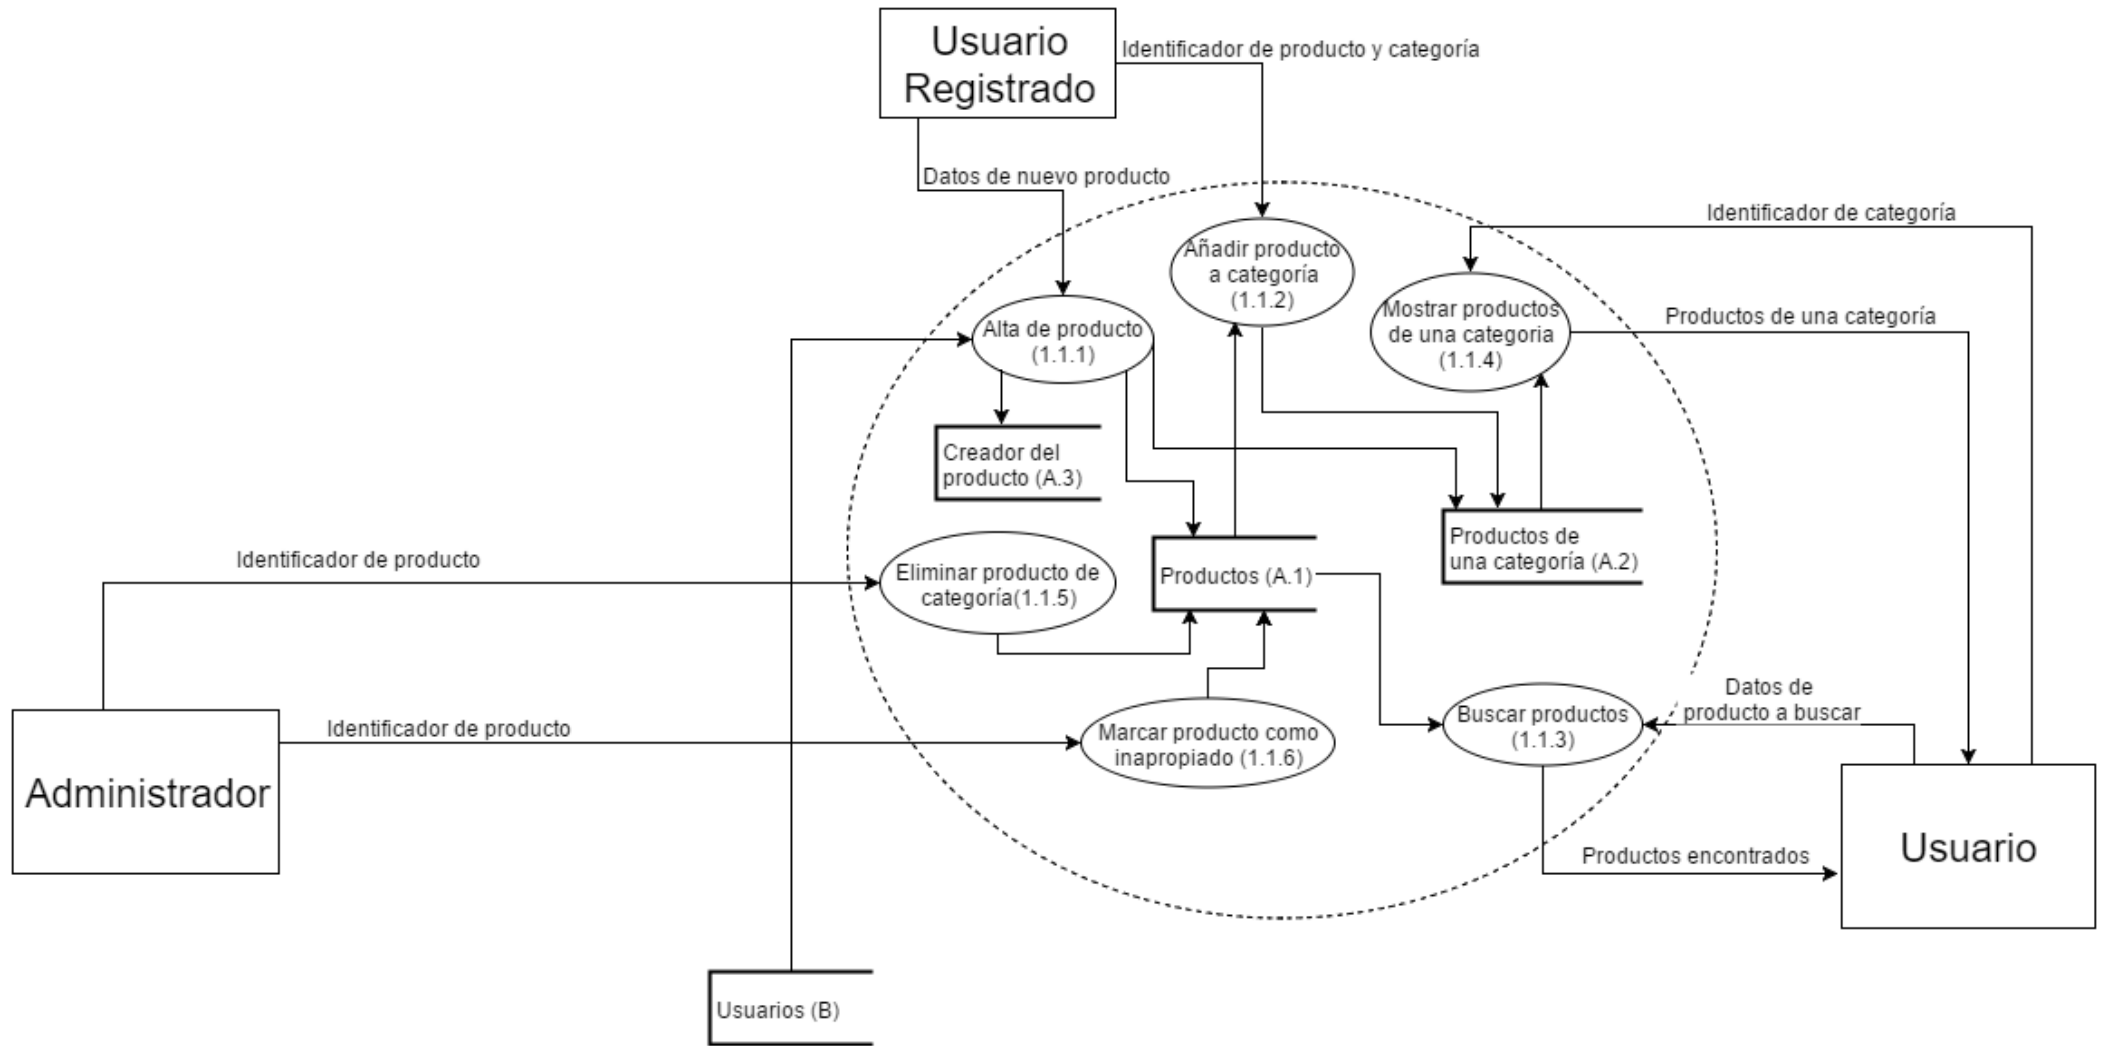 Usuario
Registrado
Identificador de producto y categoría
Datos de nuevo producto
Identificador de categoría
Añadir producto
a categoría
(1.1.2)
Mostrar productos
de una categoria
(1.1.4)
Productos de una categoría
Alta de producto
(1.1.1)
Creador del
producto (A.3)
Productos de
una categoría (A.2)
Identificador de producto
Eliminar producto de
categoría(1.1.5)
Productos (A.1)
Datos de
producto a buscar
Buscar productos
(1.1.3)
Identificador de producto
Marcar producto como
inapropiado (1.1.6)
Administrador
Usuario
Productos encontrados
Usuarios (B)